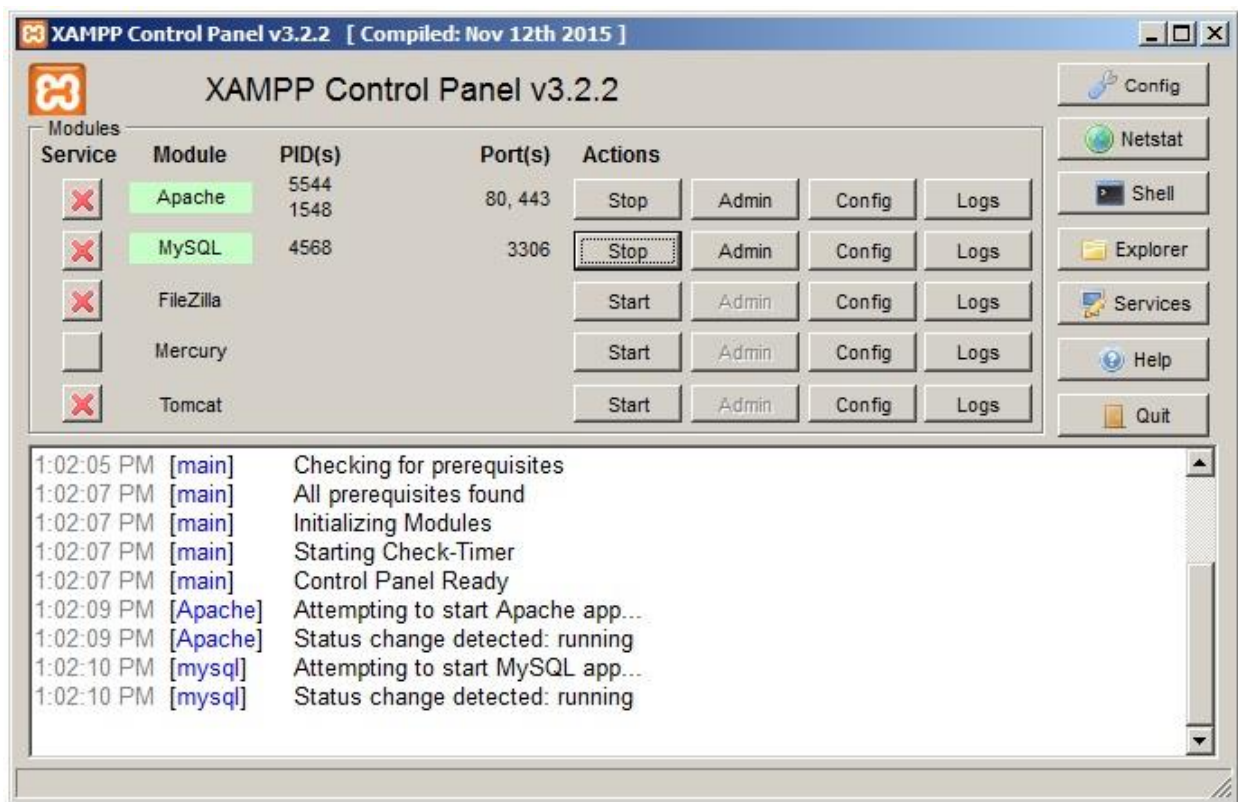 XAMPP Control Panel v3.2.2 [ Compiled: Nov 12th 2015 ]
XAMPP Control Panel v3.2.2
Config
Modules
Netstat
Service Module PID(s) Port(s) Actions
Apache 5544 1548 80, 443 Stop Admin Config Logs
Shell
MySQL 4568 3306 Stop Admin Config Logs
Explorer
FileZilla Start Admin Config Logs
Services
Mercury Start Admin Config Logs
Help
Tomcat Start Admin Config Logs
Quit
1:02:05 PM [main] Checking for prerequisites
1:02:07 PM [main] All prerequisites found
1:02:07 PM [main] Initializing Modules
1:02:07 PM [main] Starting Check-Timer
1:02:07 PM [main] Control Panel Ready
1:02:09 PM [Apache] Attempting to start Apache app...
1:02:09 PM [Apache] Status change detected: running
1:02:10 PM [mysql] Attempting to start MySQL app...
1:02:10 PM [mysql] Status change detected: running